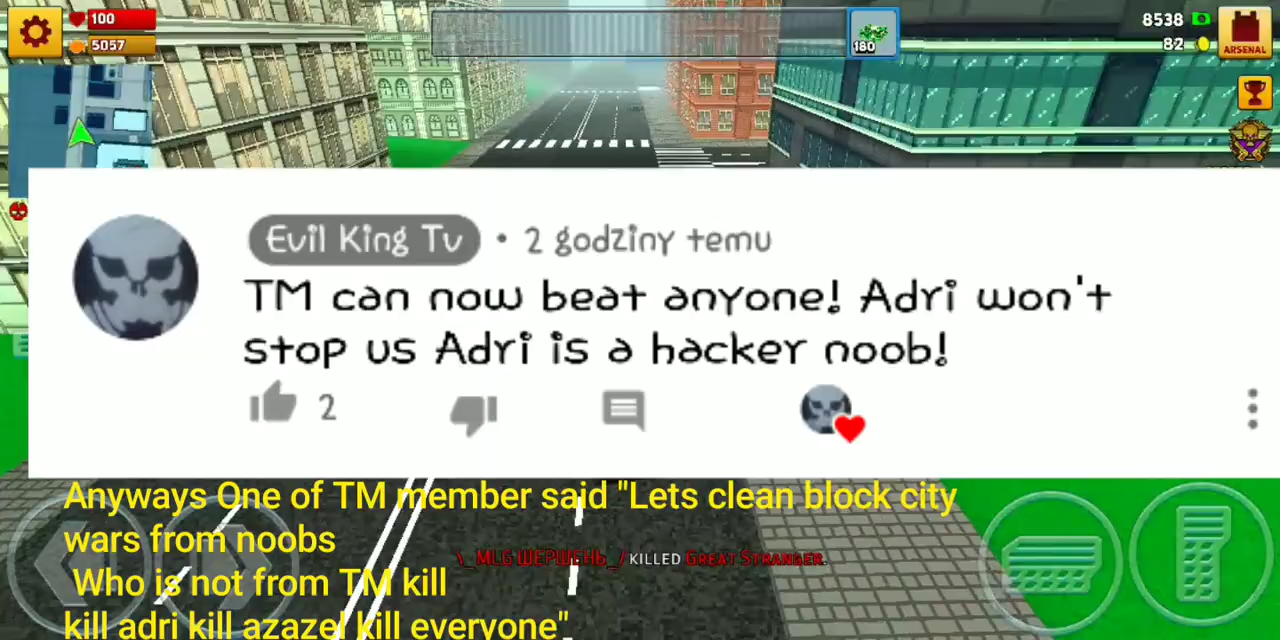 100
5057
180
8538
82
ARSENAL
Evil King Tv • 2 godziny temu
TM can now beat anyone! Adri won't
stop us Adri is a hacker noob!
2
Anyways One of TM member said "Lets clean block city
wars from noobs
\_MLG ШЕРШЕНЬ_/ KILLED GREAT STRANGER.
Who is not from TM kill
kill adri kill azazel kill everyone"